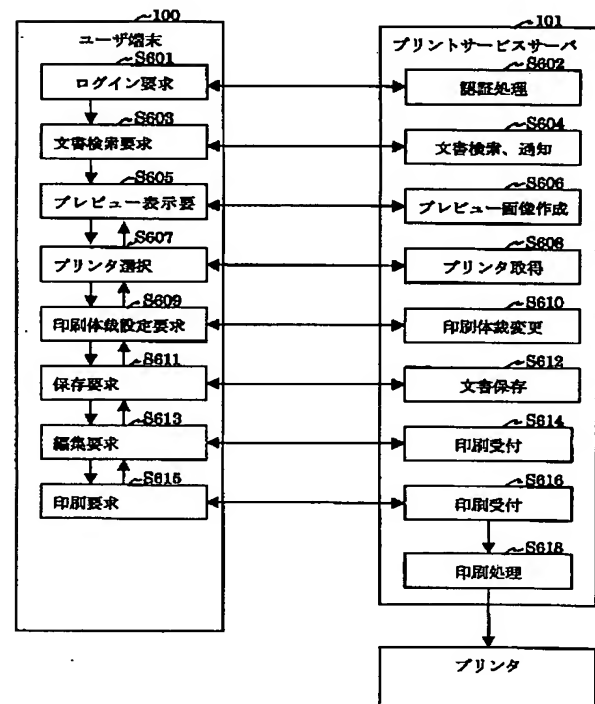 100
ユーザ端末
S601
ログイン要求
S603
文書検索要求
S605
プレビュー表示要
S607
プリンタ選択
S609
印刷体裁設定要求
S611
保存要求
S613
編集要求
S615
印刷要求
101
プリントサービスサーバ
S602
認証処理
S604
文書検索、通知
S606
プレビュー画像作成
S608
プリンタ取得
S610
印刷体裁変更
S612
文書保存
S614
印刷受付
S616
印刷受付
S618
印刷処理
プリンタ